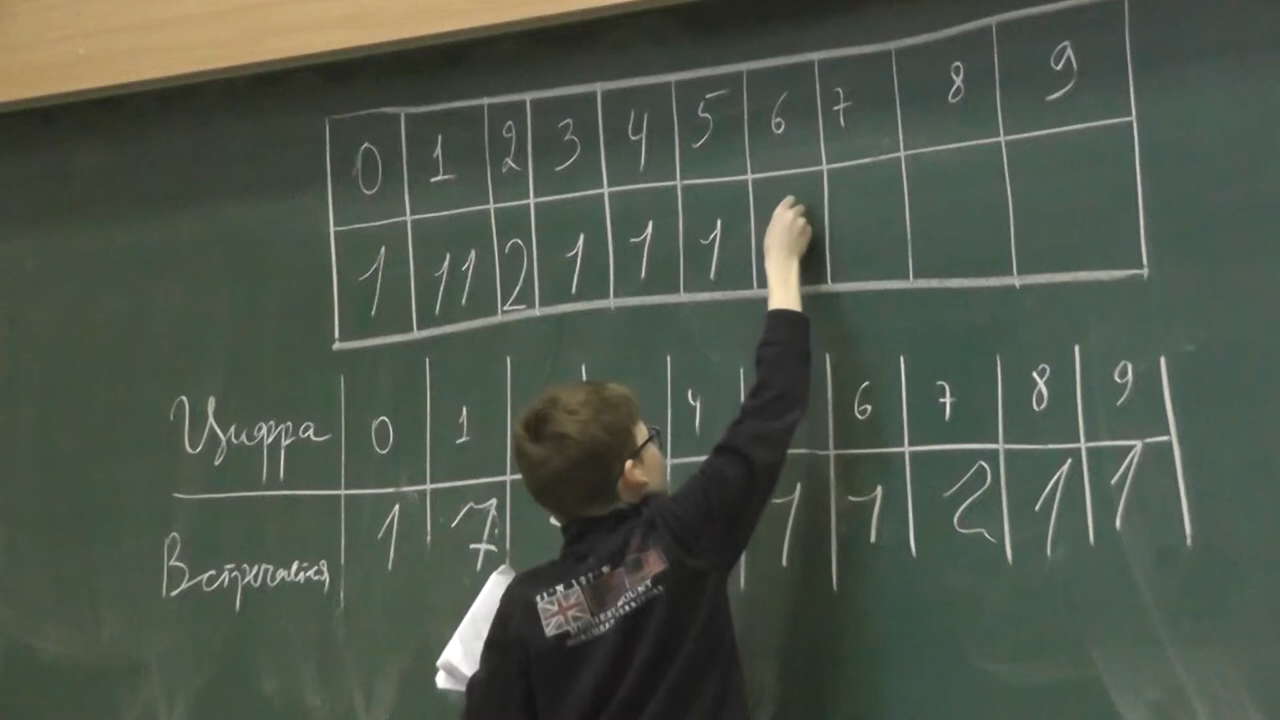 0 1 2 3 4 5 6 7 8 9
1 11 2 1 1 1
Цифра 0 1 4 6 7 8 9
Встречается 1 7 1 1 2 1 1